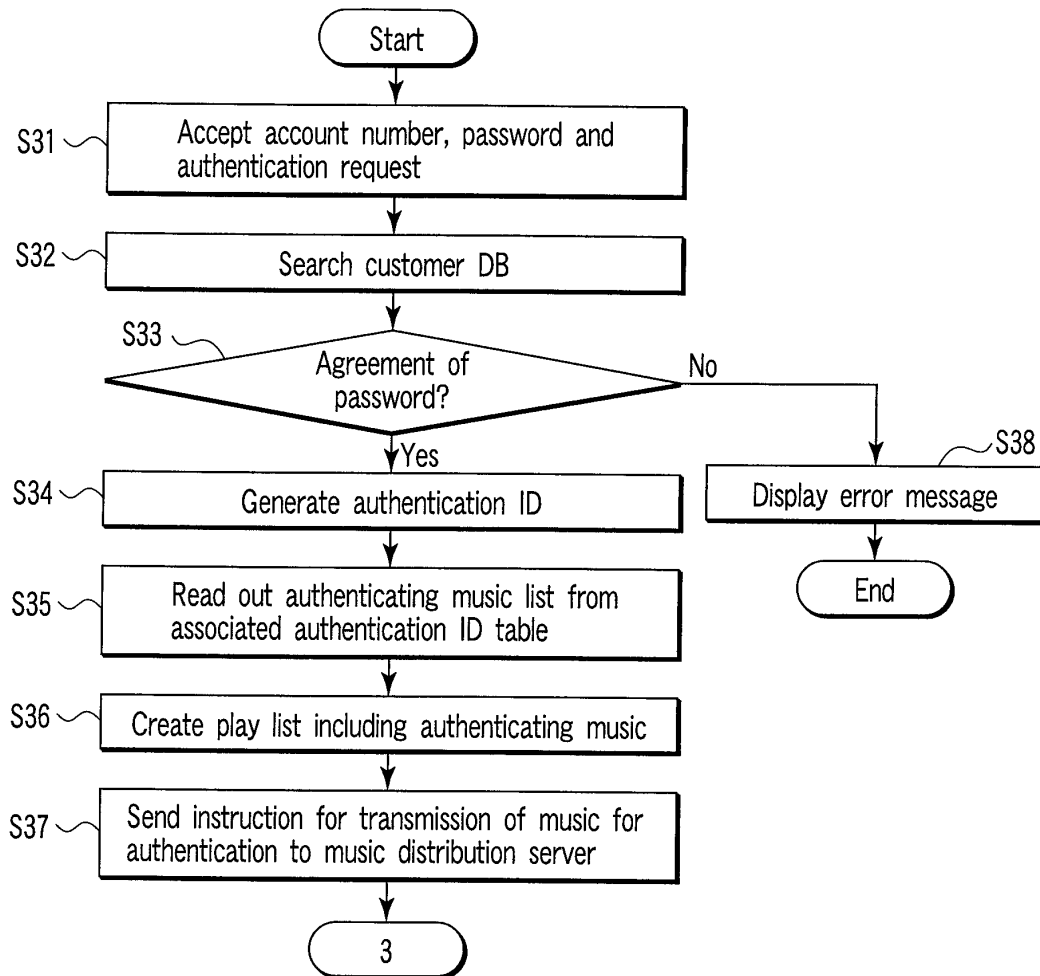 Start
S31
Accept account number, password and
authentication request
S32
Search customer DB
S33
Agreement of
password?
No
Yes
S38
Display error message
End
S34
Generate authentication ID
S35
Read out authenticating music list from
associated authentication ID table
S36
Create play list including authenticating music
S37
Send instruction for transmission of music for
authentication to music distribution server
3